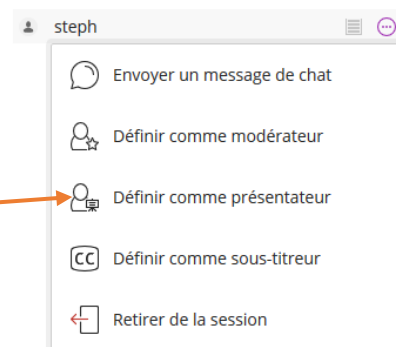 steph
Envoyer un message de chat
Définir comme modérateur
Définir comme présentateur
CC Définir comme sous-titreur
Retirer de la session